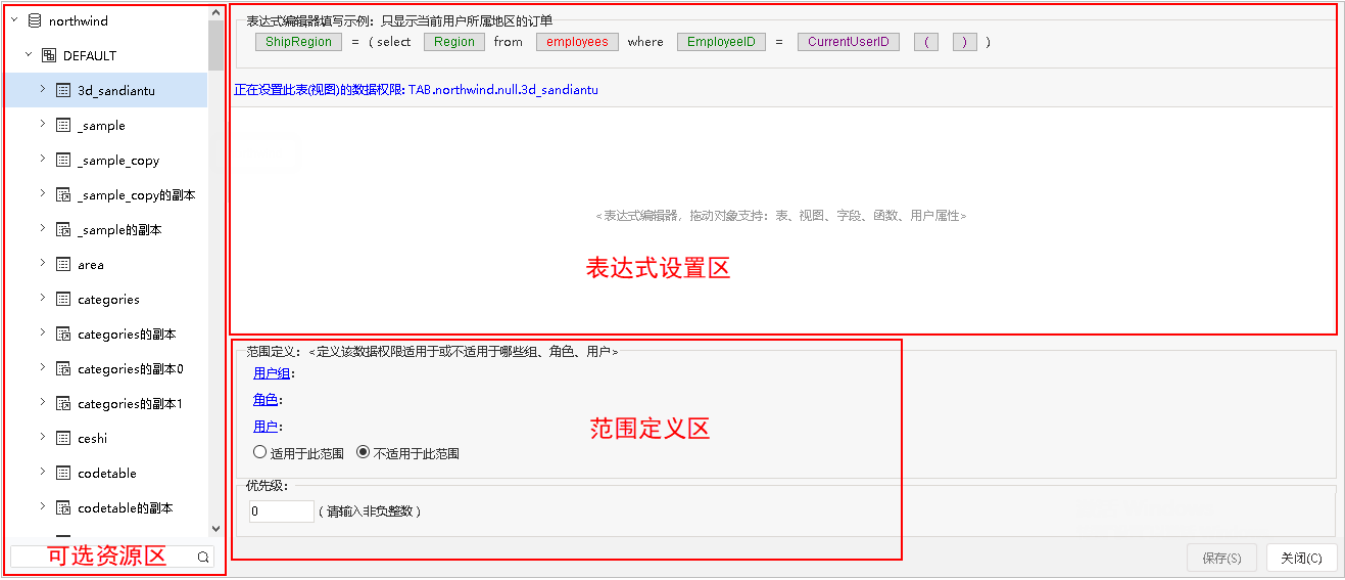 northwind
DEFAULT
3d_sandiantu
_sample
_sample_copy
_sample_copy的副本
_sample的副本
area
categories
categories的副本
categories的副本0
categories的副本1
ceshi
codetable
codetable的副本
可选资源区
表达式编辑器填写示例：只显示当前用户所属地区的订单
ShipRegion = ( select Region from employees where EmployeeID = CurrentUserID ( ) )
正在设置此表(视图)的数据权限: TAB.northwind.null.3d_sandiantu
<表达式编辑器，拖动对象支持：表、视图、字段、函数、用户属性>
表达式设置区
范围定义：<定义该数据权限适用于或不适用于哪些组、角色、用户>
用户组:
角色:
用户:
范围定义区
适用于此范围 不适用于此范围
优先级：
0 ( 请输入非负整数 )
保存(S) 关闭(C)